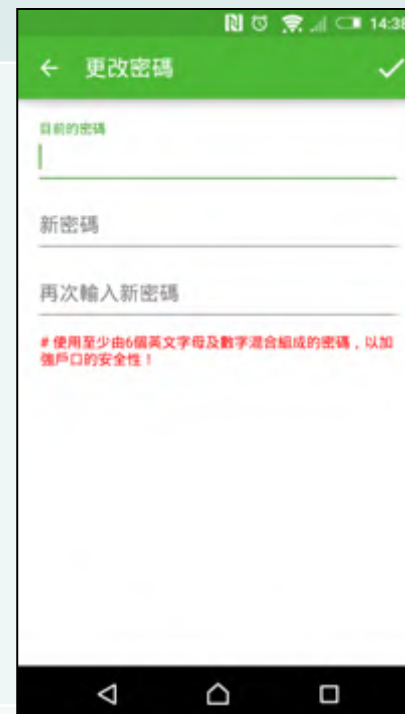 14:38
更改密碼
目前的密碼
新密碼
再次輸入新密碼
# 使用至少由6個英文字母及數字混合組成的密碼，以加
強戶口的安全性！